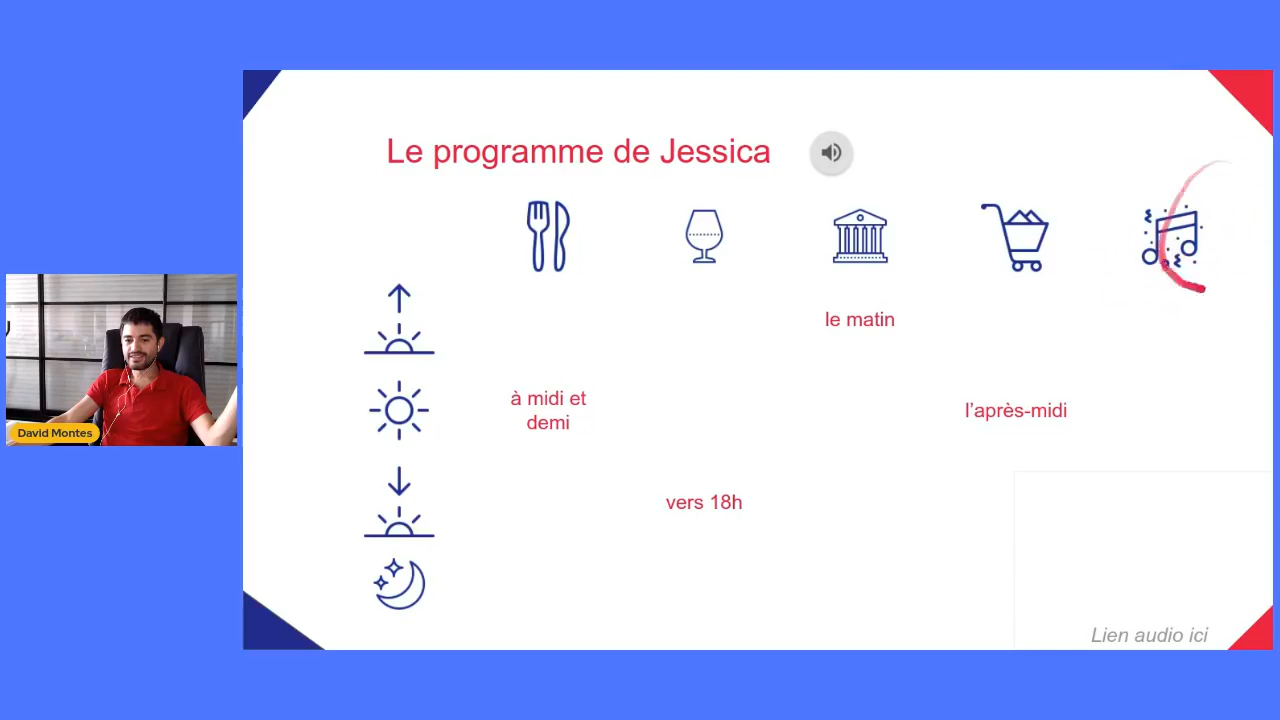 Le programme de Jessica
le matin
à midi et
demi
l'après-midi
vers 18h
David Montes
Lien audio ici